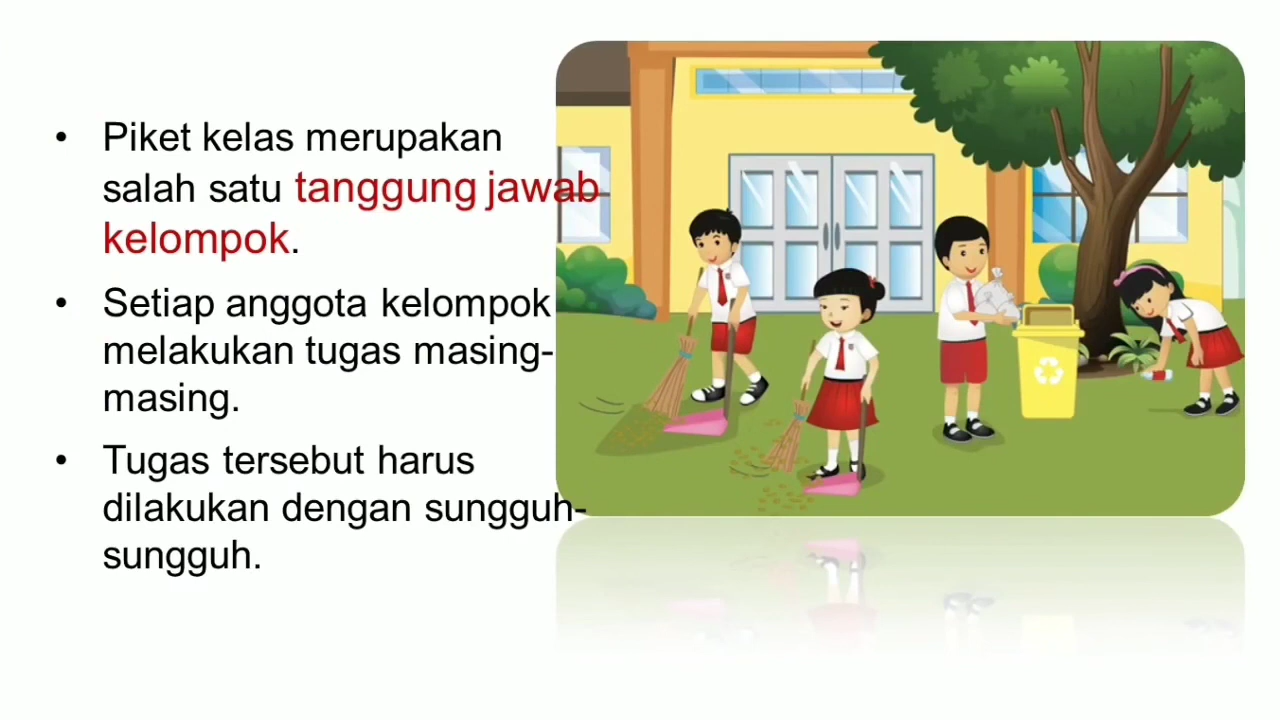 • Piket kelas merupakan
salah satu tanggung jawab
kelompok.
• Setiap anggota kelompok
melakukan tugas masing-
masing.
• Tugas tersebut harus
dilakukan dengan sungguh-
sungguh.